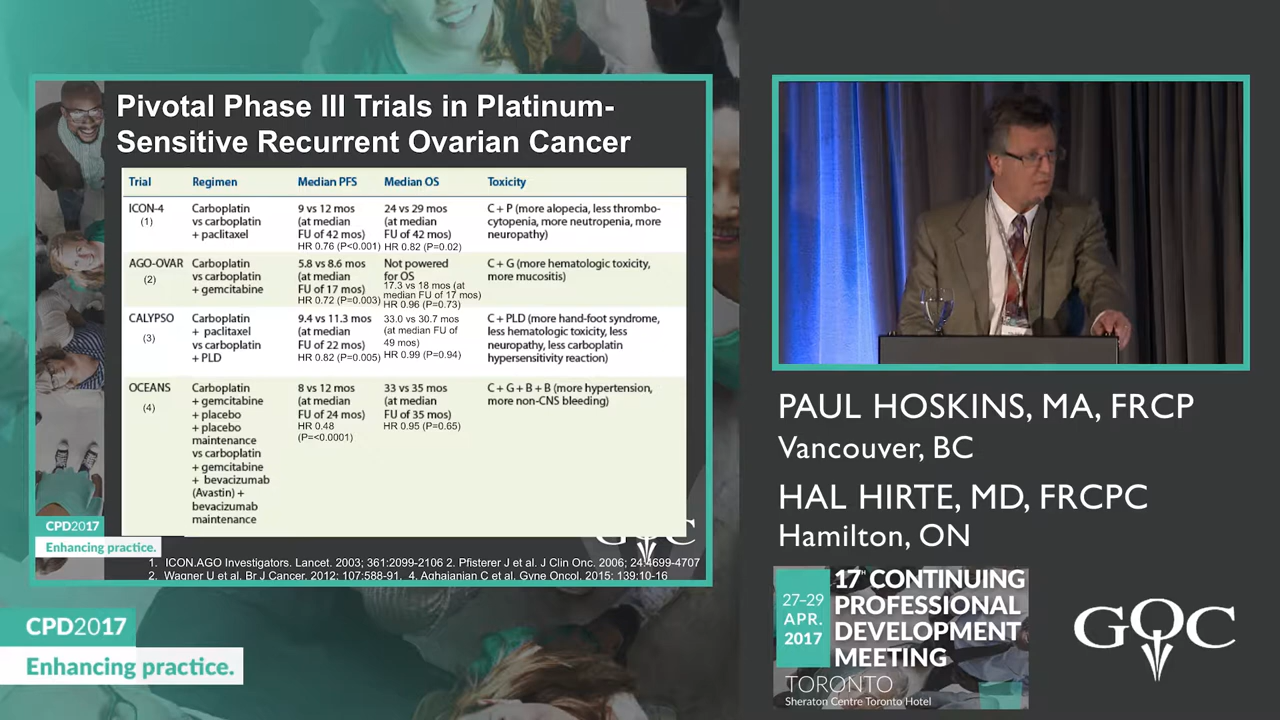 Pivotal Phase III Trials in Platinum-
Sensitive Recurrent Ovarian Cancer
Trial Regimen Median PFS Median OS Toxicity
ICON-4
(1)
Carboplatin
vs carboplatin
+ paclitaxel
9 vs 12 mos
(at median
FU of 42 mos)
HR 0.76 (P<0.001)
24 vs 29 mos
(at median
FU of 42 mos)
HR 0.82 (P=0.02)
C + P (more alopecia, less thrombo-
cytopenia, more neutropenia, more
neuropathy)
AGO-OVAR
(2)
Carboplatin
vs carboplatin
+ gemcitabine
5.8 vs 8.6 mos
(at median
FU of 17 mos)
HR 0.72 (P=0.003)
Not powered
for OS
17.3 vs 18 mos (at
median FU of 17 mos)
HR 0.96 (P=0.73)
C + G (more hematologic toxicity,
more mucositis)
CALYPSO
(3)
Carboplatin
+ paclitaxel
vs carboplatin
+ PLD
9.4 vs 11.3 mos
(at median
FU of 22 mos)
HR 0.82 (P=0.005)
33.0 vs 30.7 mos
(at median FU of
49 mos)
HR 0.99 (P=0.94)
C + PLD (more hand-foot syndrome,
less hematologic toxicity, less
neuropathy, less carboplatin
hypersensitivity reaction)
OCEANS
(4)
Carboplatin
+ gemcitabine
+ placebo
+ placebo
maintenance
vs carboplatin
+ gemcitabine
+ bevacizumab
(Avastin) +
bevacizumab
maintenance
8 vs 12 mos
(at median
FU of 24 mos)
HR 0.48
(P=<0.0001)
33 vs 35 mos
(at median
FU of 35 mos)
HR 0.95 (P=0.65)
C + G + B + B (more hypertension,
more non-CNS bleeding)
CPD2017
Enhancing practice.
1. ICON.AGO Investigators. Lancet. 2003; 361:2099-2106 2. Pfisterer J et al. J Clin Onc. 2006; 24:4699-4707
2. Wagner U et al. Br J Cancer. 2012; 107:588-91. 4. Aghajanian C et al. Gyne Oncol. 2015: 139:10-16
CPD2017
Enhancing practice.
PAUL HOSKINS, MA, FRCP
Vancouver, BC
HAL HIRTE, MD, FRCPC
Hamilton, ON
27–29
APR.
2017
17TH CONTINUING
PROFESSIONAL
DEVELOPMENT
MEETING
TORONTO
Sheraton Centre Toronto Hotel
GOC